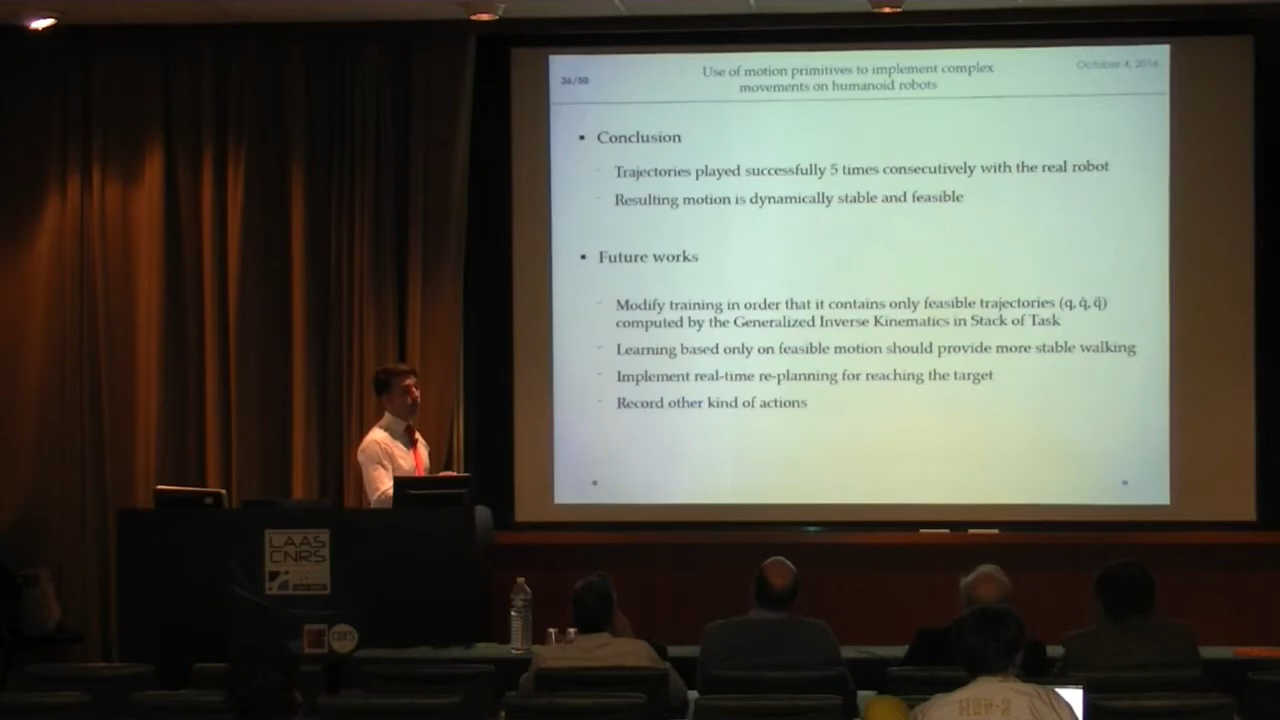 36/50
Use of motion primitives to implement complex
movements on humanoid robots
October 4, 2016
Conclusion
Trajectories played successfully 5 times consecutively with the real robot
Resulting motion is dynamically stable and feasible
Future works
Modify training in order that it contains only feasible trajectories (q, q̇, q̈)
computed by the Generalized Inverse Kinematics in Stack of Task
Learning based only on feasible motion should provide more stable walking
Implement real-time re-planning for reaching the target
Record other kind of actions
LAAS
CNRS
cnrs
HRP-2